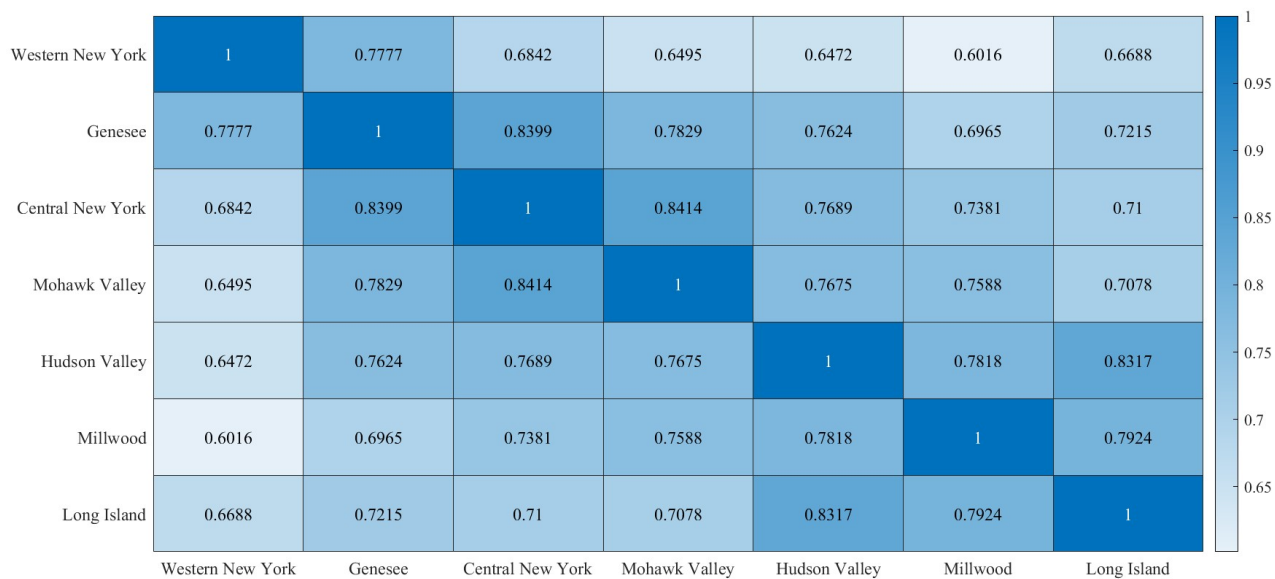 Western New York 1 0.7777 0.6842 0.6495 0.6472 0.6016 0.6688
Genesee 0.7777 1 0.8399 0.7829 0.7624 0.6965 0.7215
Central New York 0.6842 0.8399 1 0.8414 0.7689 0.7381 0.71
Mohawk Valley 0.6495 0.7829 0.8414 1 0.7675 0.7588 0.7078
Hudson Valley 0.6472 0.7624 0.7689 0.7675 1 0.7818 0.8317
Millwood 0.6016 0.6965 0.7381 0.7588 0.7818 1 0.7924
Long Island 0.6688 0.7215 0.71 0.7078 0.8317 0.7924 1
Western New York Genesee Central New York Mohawk Valley Hudson Valley Millwood Long Island
1
0.95
0.9
0.85
0.8
0.75
0.7
0.65